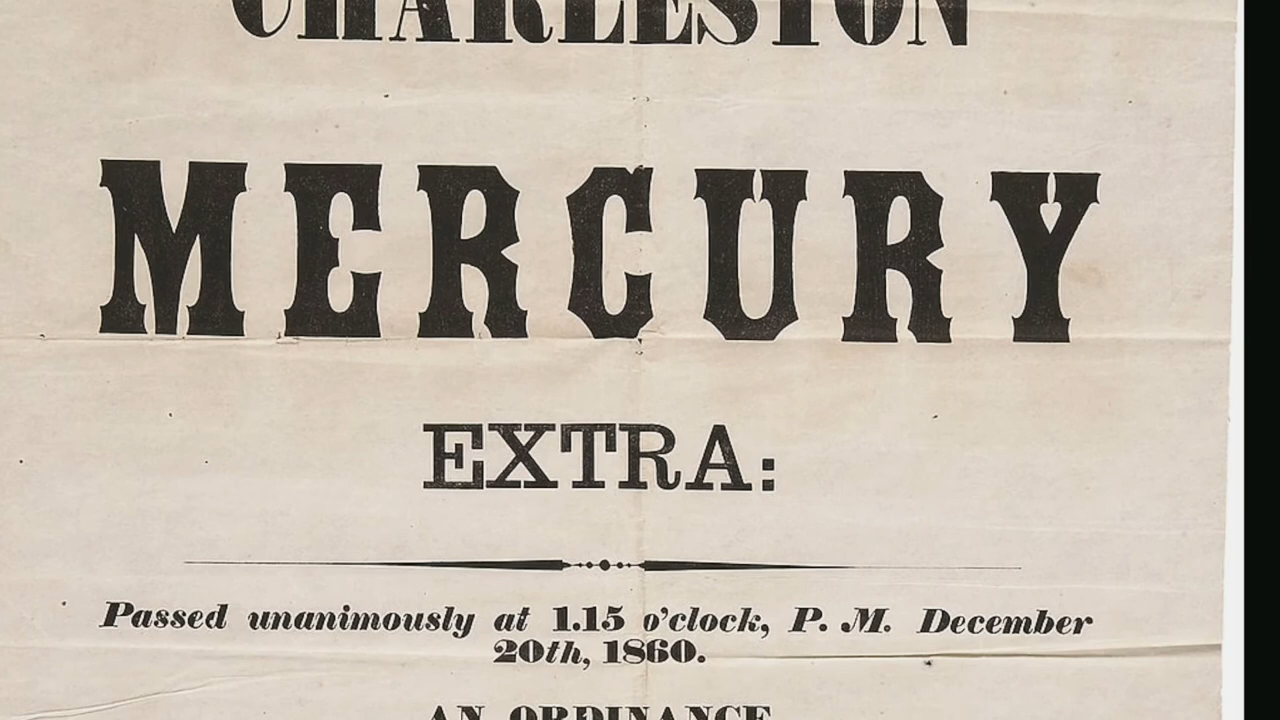 CHARLESTON
MERCURY
EXTRA:
Passed unanimously at 1.15 o'clock, P. M. December
20th, 1860.
AN ORDINANCE